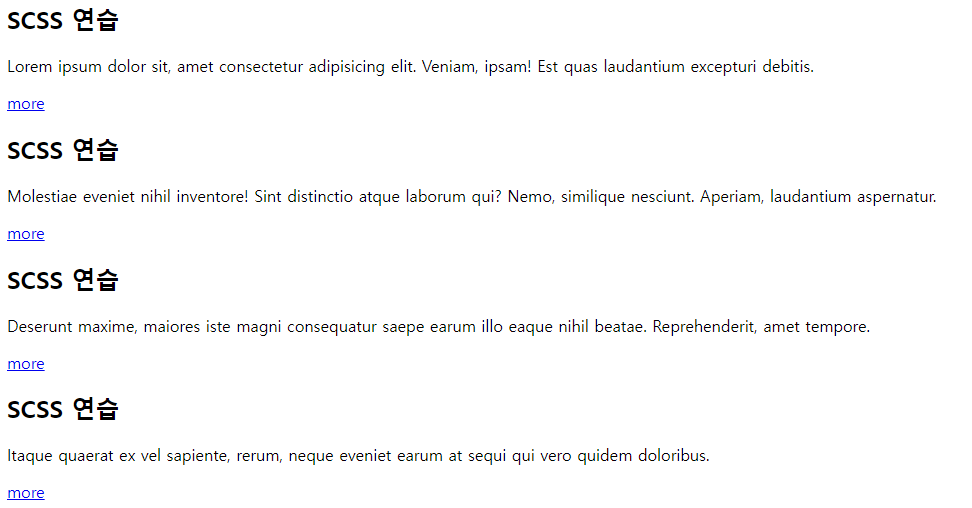 SCSS 연습
Lorem ipsum dolor sit, amet consectetur adipisicing elit. Veniam, ipsam! Est quas laudantium excepturi debitis.
more
SCSS 연습
Molestiae eveniet nihil inventore! Sint distinctio atque laborum qui? Nemo, similique nesciunt. Aperiam, laudantium aspernatur.
more
SCSS 연습
Deserunt maxime, maiores iste magni consequatur saepe earum illo eaque nihil beatae. Reprehenderit, amet tempore.
more
SCSS 연습
Itaque quaerat ex vel sapiente, rerum, neque eveniet earum at sequi qui vero quidem doloribus.
more